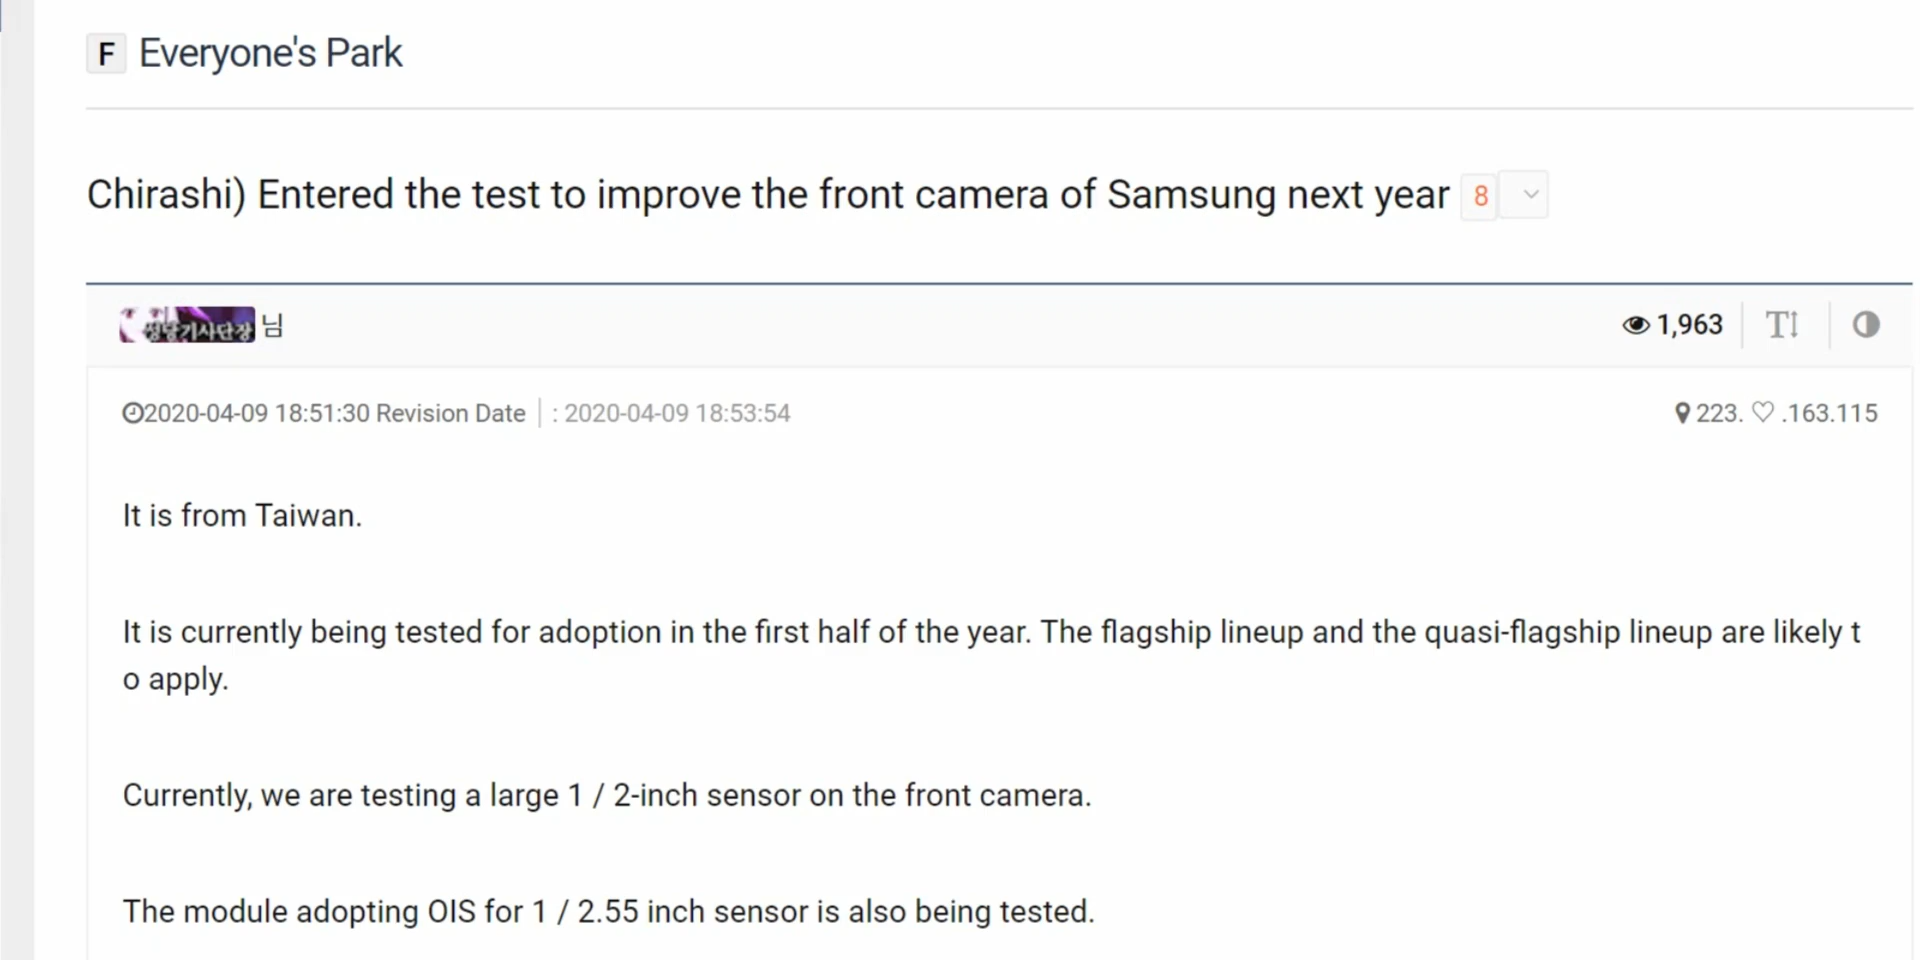 F Everyone's Park
Chirashi) Entered the test to improve the front camera of Samsung next year 8
기사단장 님
1,963
2020-04-09 18:51:30 Revision Date : 2020-04-09 18:53:54
223. ♡ .163.115
It is from Taiwan.
It is currently being tested for adoption in the first half of the year. The flagship lineup and the quasi-flagship lineup are likely t
o apply.
Currently, we are testing a large 1 / 2-inch sensor on the front camera.
The module adopting OIS for 1 / 2.55 inch sensor is also being tested.